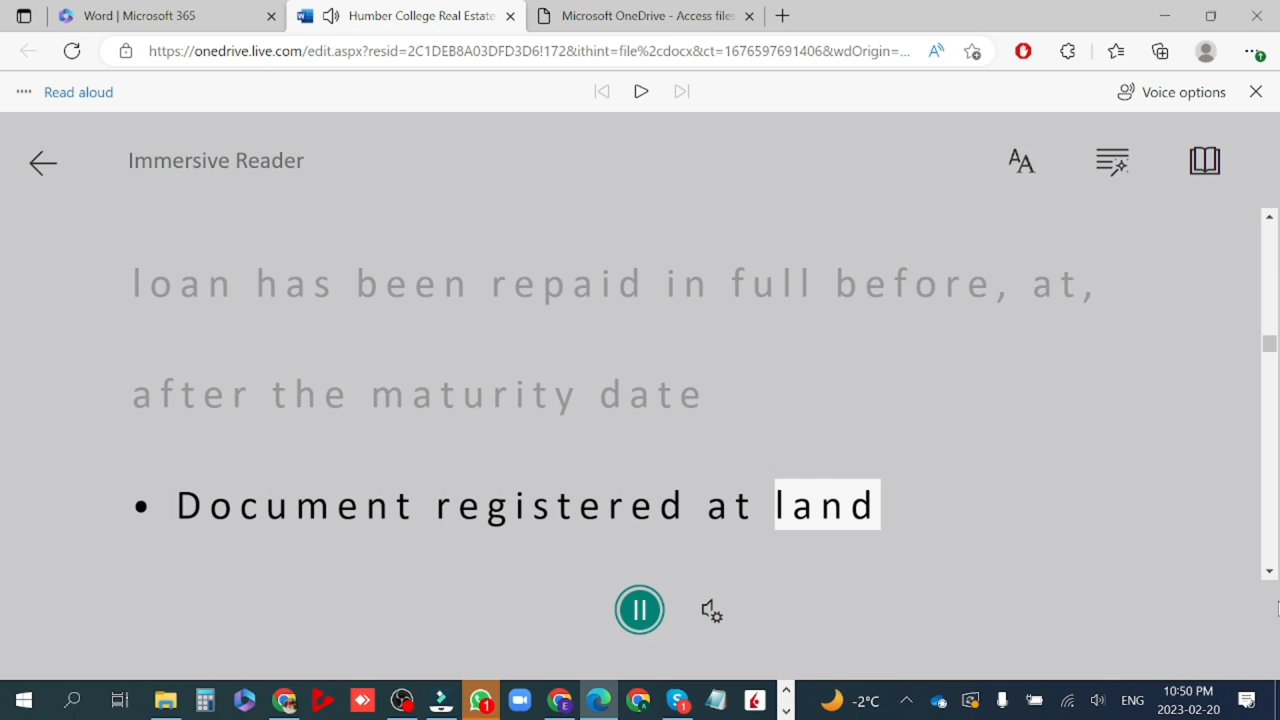 Word | Microsoft 365
Humber College Real Estate
Microsoft OneDrive - Access files
https://onedrive.live.com/edit.aspx?resid=2C1DEB8A03DFD3D6!172&ithint=file%2cdocx&ct=1676597691406&wdOrigin=...
Read aloud
Voice options
Immersive Reader
loan has been repaid in full before, at,
after the maturity date
• Document registered at land
-2°C
ENG
10:50 PM
2023-02-20